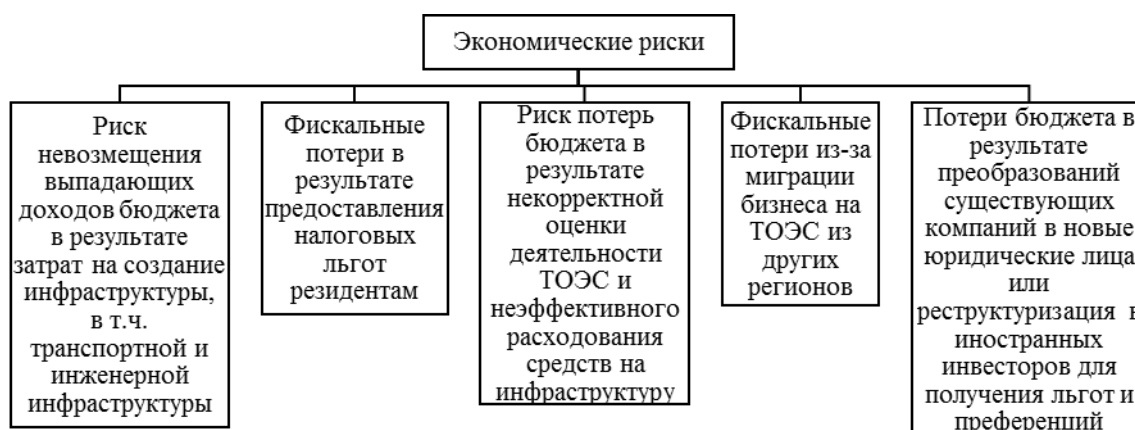 Экономические риски
Риск
невозмещения
выпадающих
доходов бюджета
в результате
затрат на создание
инфраструктуры,
в т.ч.
транспортной и
инженерной
инфраструктуры
Фискальные
потери в
результате
предоставления
налоговых
льгот
резидентам
Риск потерь
бюджета в
результате
некорректной
оценки
деятельности
ТОЭС и
неэффективного
расходования
средств на
инфраструктуру
Фискальные
потери из-за
миграции
бизнеса на
ТОЭС из
других
регионов
Потери бюджета в
результате
преобразований
существующих
компаний в новые
юридические лица
или
реструктуризация в
иностранных
инвесторов для
получения льгот и
преференций